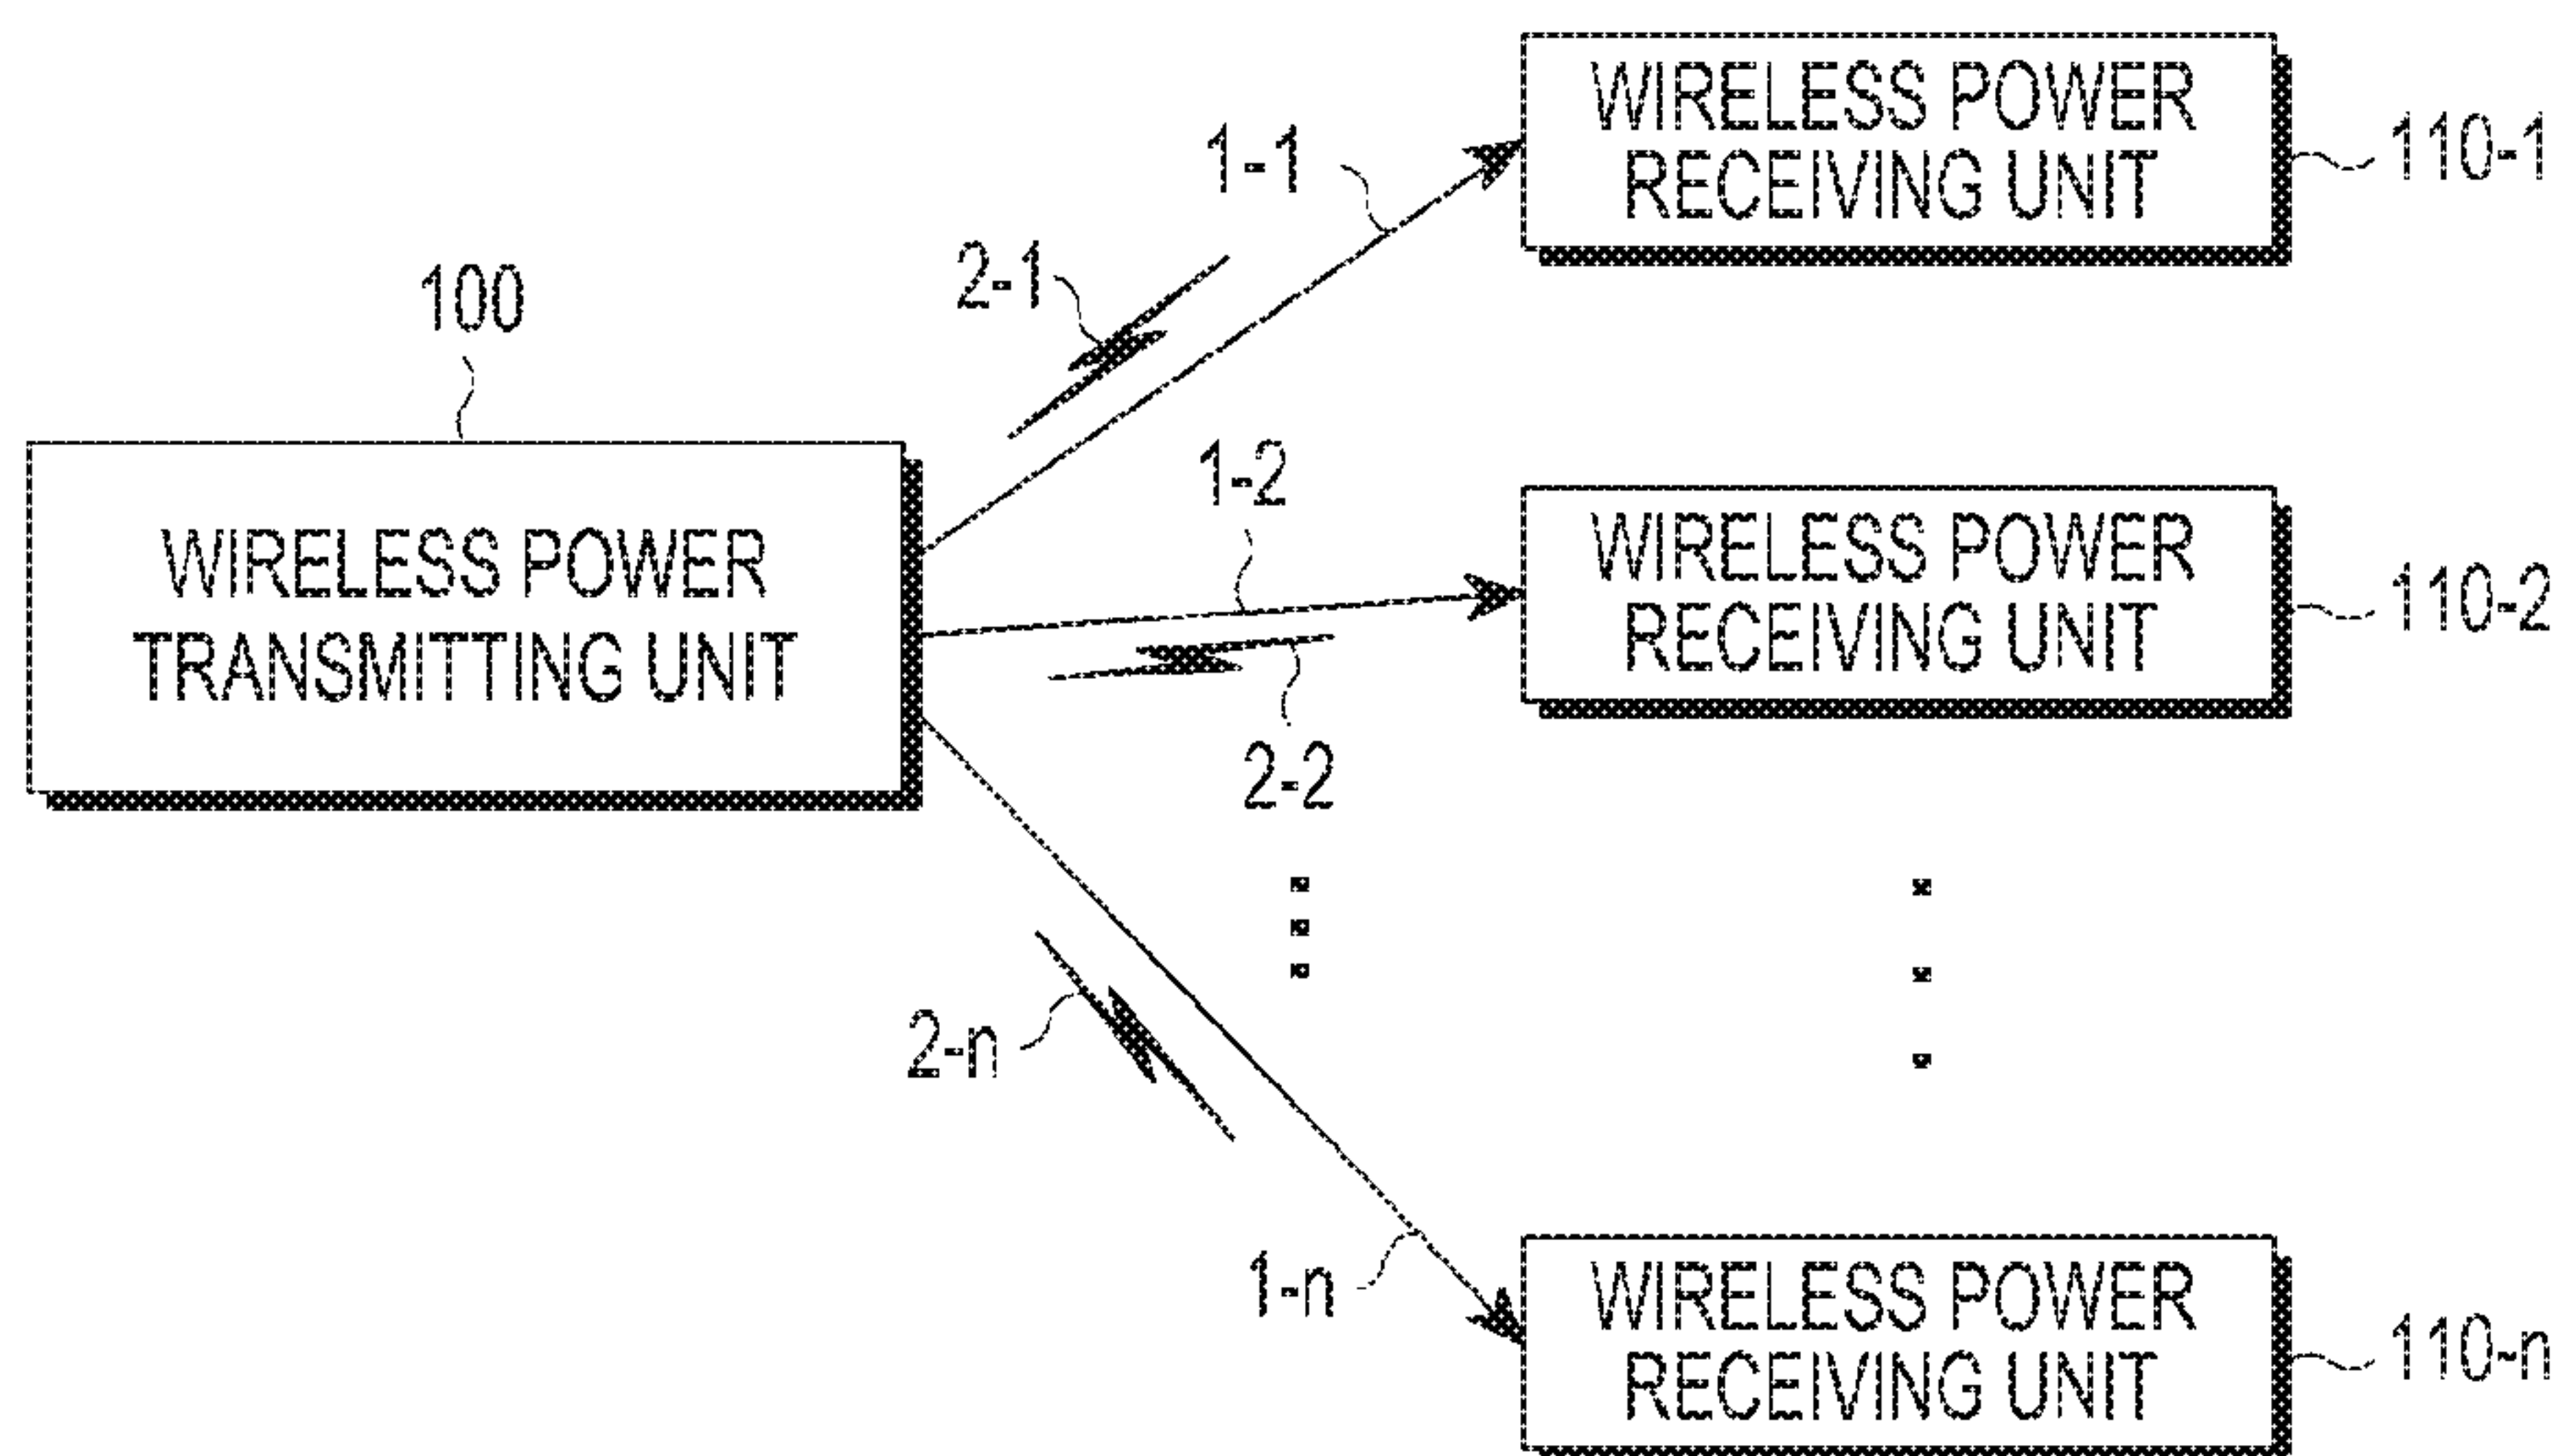 WIRELESS POWER
RECEIVING UNIT
110-1
1-1
2-1
100
WIRELESS POWER
TRANSMITTING UNIT
1-2
WIRELESS POWER
RECEIVING UNIT
110-2
2-2
2-n
1-n
WIRELESS POWER
RECEIVING UNIT
110-n